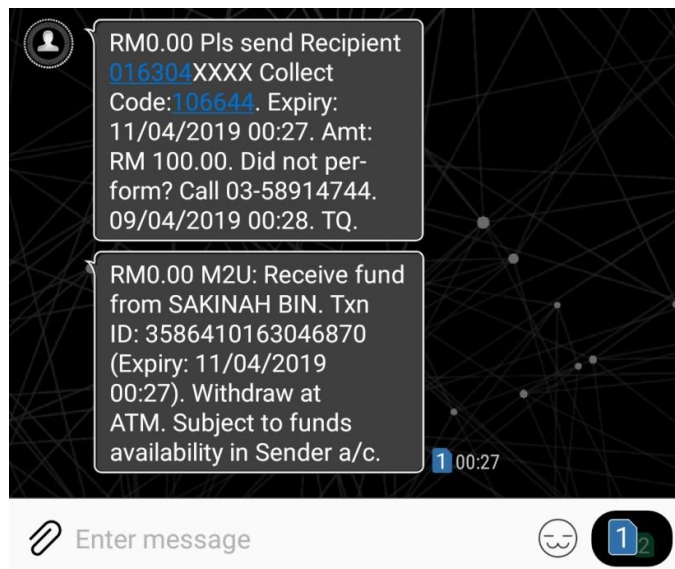 RM0.00 Pls send Recipient
016304XXXX Collect
Code:106644. Expiry:
11/04/2019 00:27. Amt:
RM 100.00. Did not per-
form? Call 03-58914744.
09/04/2019 00:28. TQ.
RM0.00 M2U: Receive fund
from SAKINAH BIN. Txn
ID: 3586410163046870
(Expiry: 11/04/2019
00:27). Withdraw at
ATM. Subject to funds
availability in Sender a/c.
1 00:27
Enter message
1 2